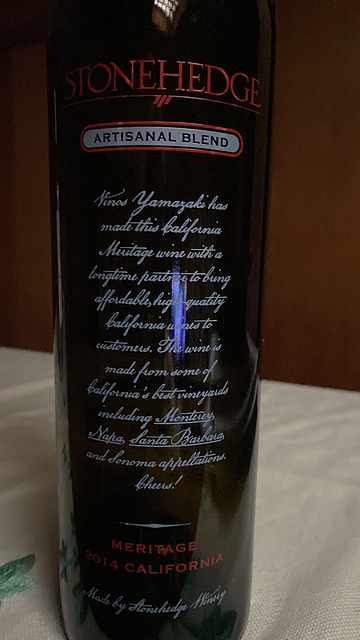 STONEHEDGE
ARTISANAL BLEND
Vinos Yamazaki has
made this California
Meritage wine with a
longtime partner to bring
affordable, high-quality
California wines to
customers. The wine is
made from some of
California's best vineyards
including Monterey,
Napa, Santa Barbara,
and Sonoma appellations.
Cheers!
MERITAGE
2014 CALIFORNIA
Made by Stonehedge Winery